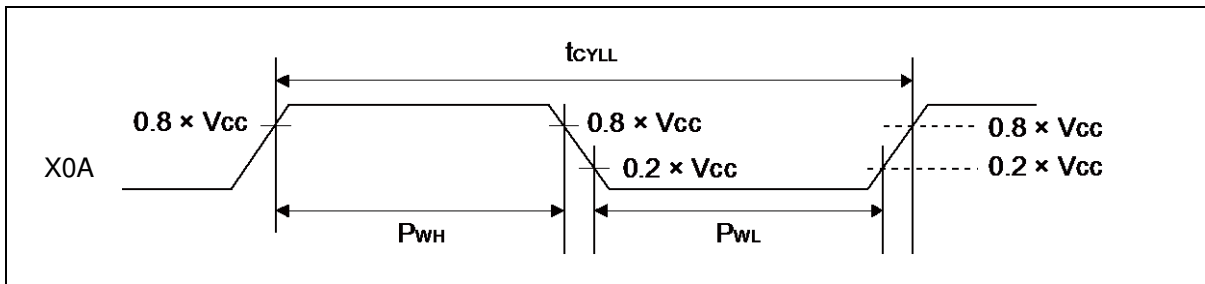 tCYLL
0.8 × Vcc
0.8 × Vcc
0.8 × Vcc
X0A
0.2 × Vcc
0.2 × Vcc
PWH
PWL